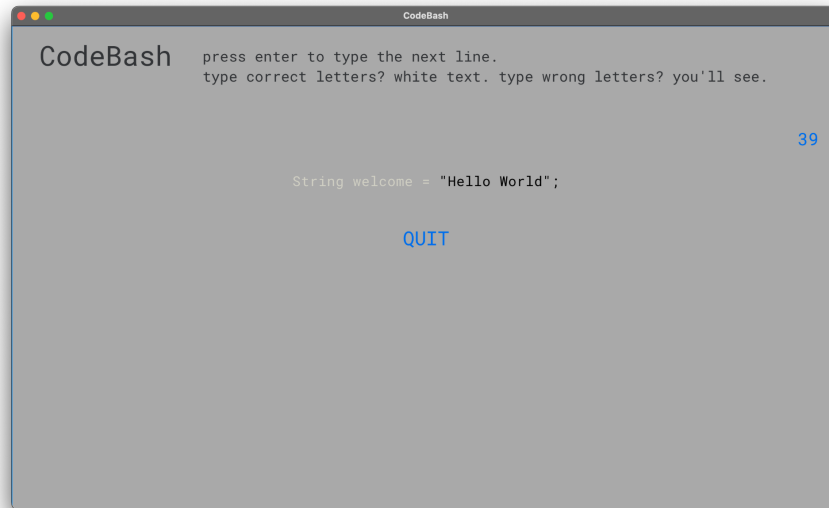 CodeBash
CodeBash
press enter to type the next line.
type correct letters? white text. type wrong letters? you'll see.
39
String welcome = "Hello World";
QUIT